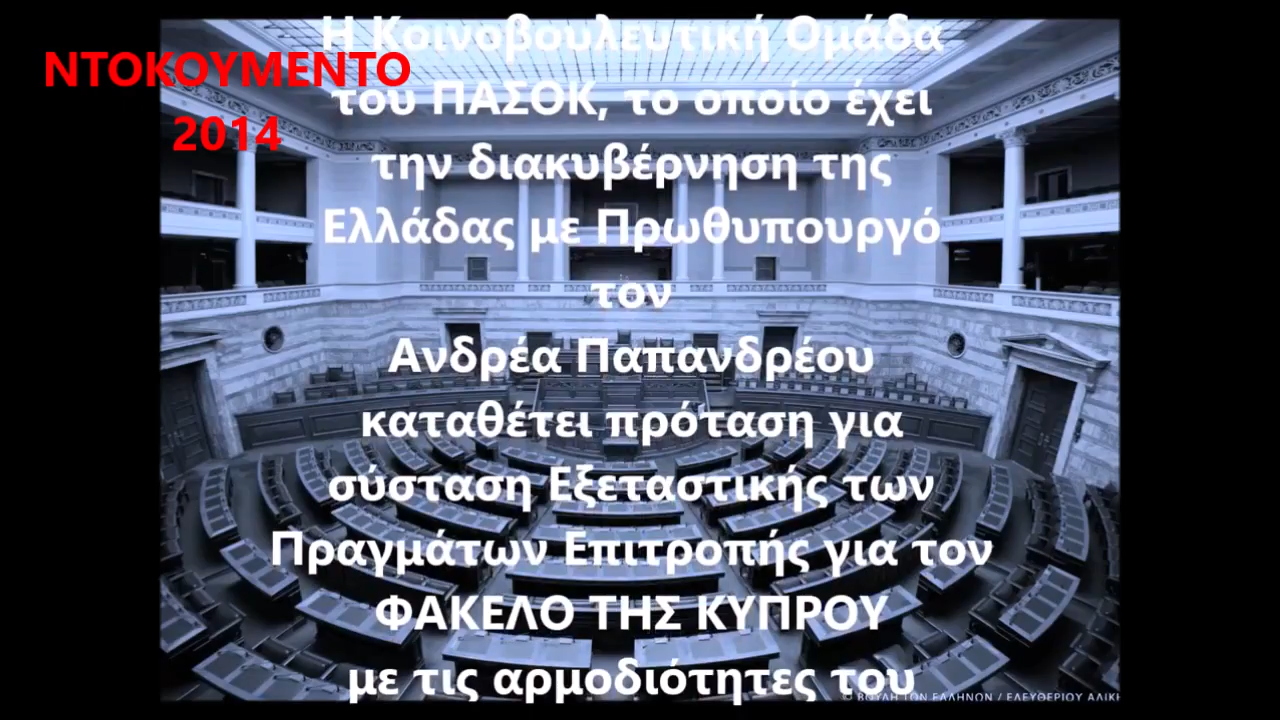 ΝΤΟΚΟΥΜΕΝΤΟ
2014
Η Κοινοβουλευτική Ομάδα
του ΠΑΣΟΚ, το οποίο έχει
την διακυβέρνηση της
Ελλάδας με Πρωθυπουργό
τον
Ανδρέα Παπανδρέου
καταθέτει πρόταση για
σύσταση Εξεταστικής των
Πραγμάτων Επιτροπής για τον
ΦΑΚΕΛΟ ΤΗΣ ΚΥΠΡΟΥ
με τις αρμοδιότητες του
© ΒΟΥΛΗ ΤΩΝ ΕΛΛΗΝΩΝ / ΕΛΕΥΘΕΡΙΟΥ ΑΛΙΚΗ